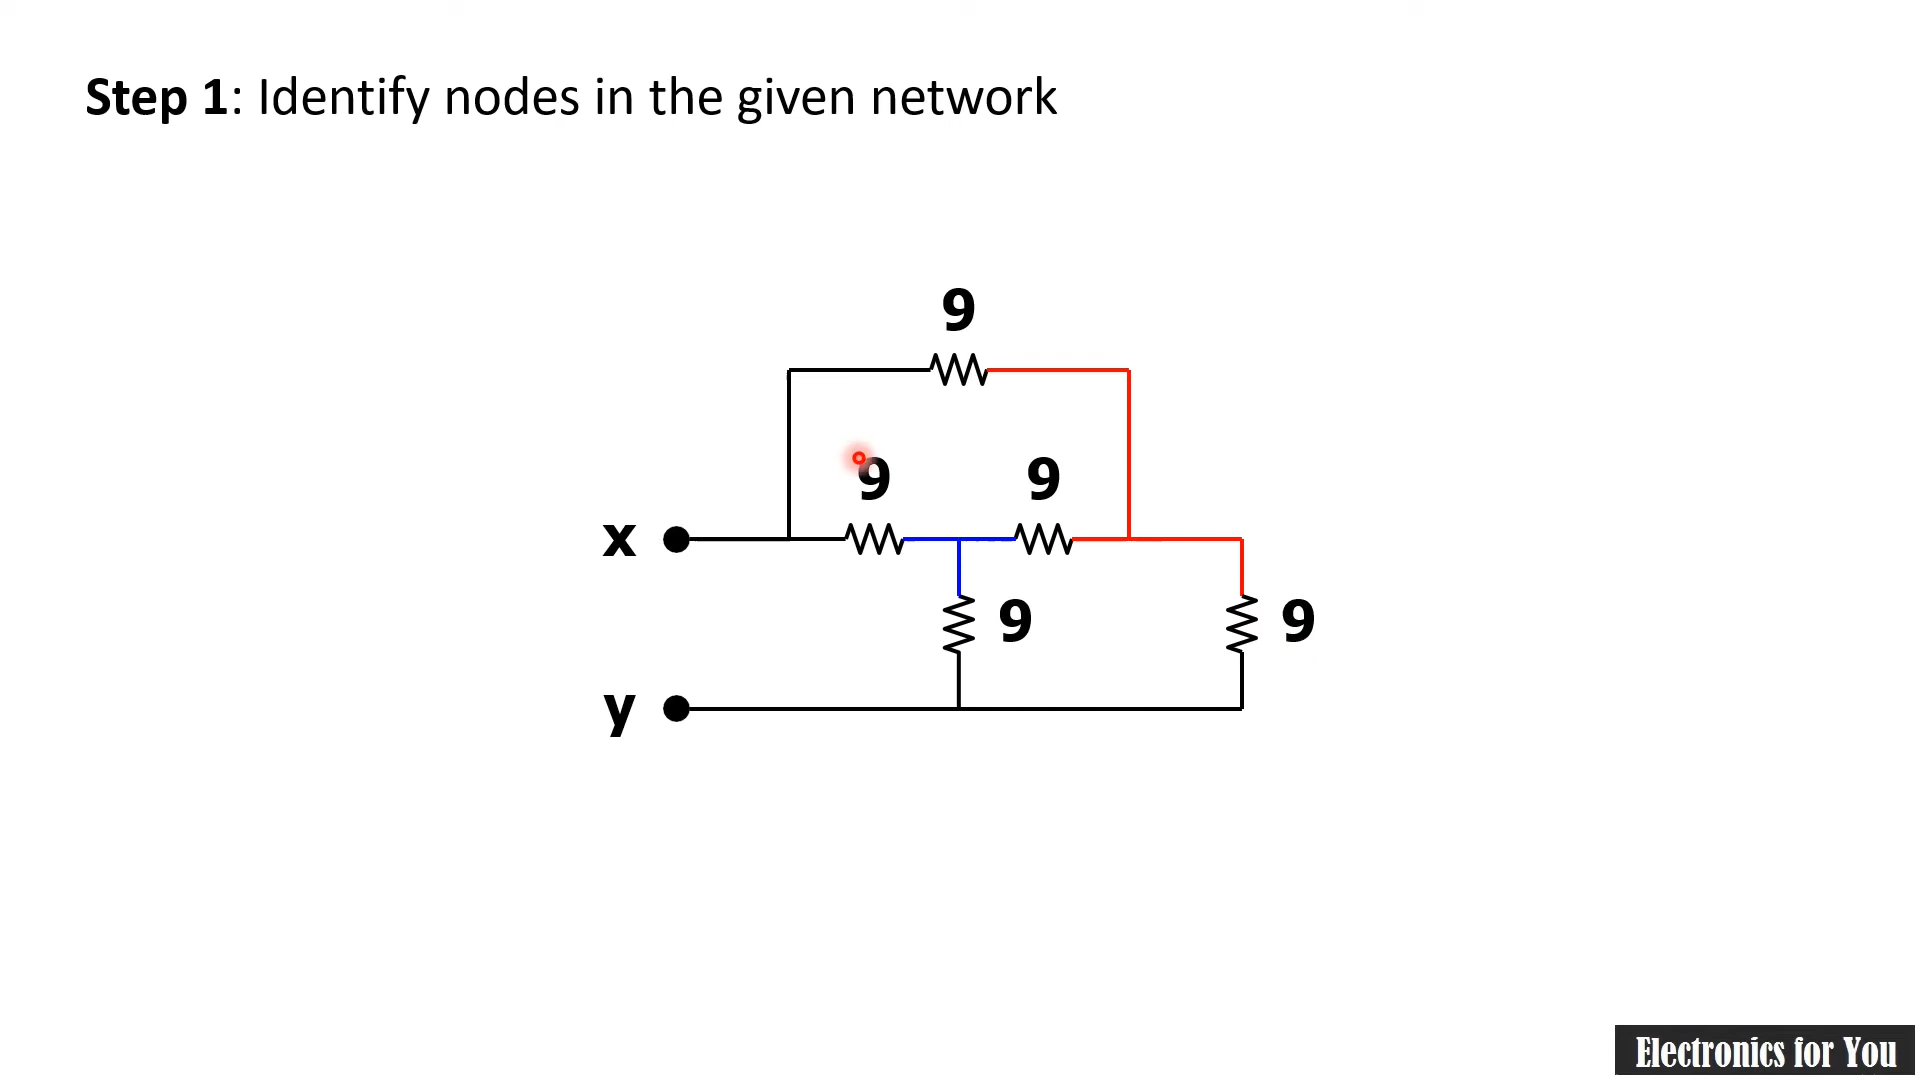 Step 1: Identify nodes in the given network
9
9 9
x
9 9
y
Electronics for You